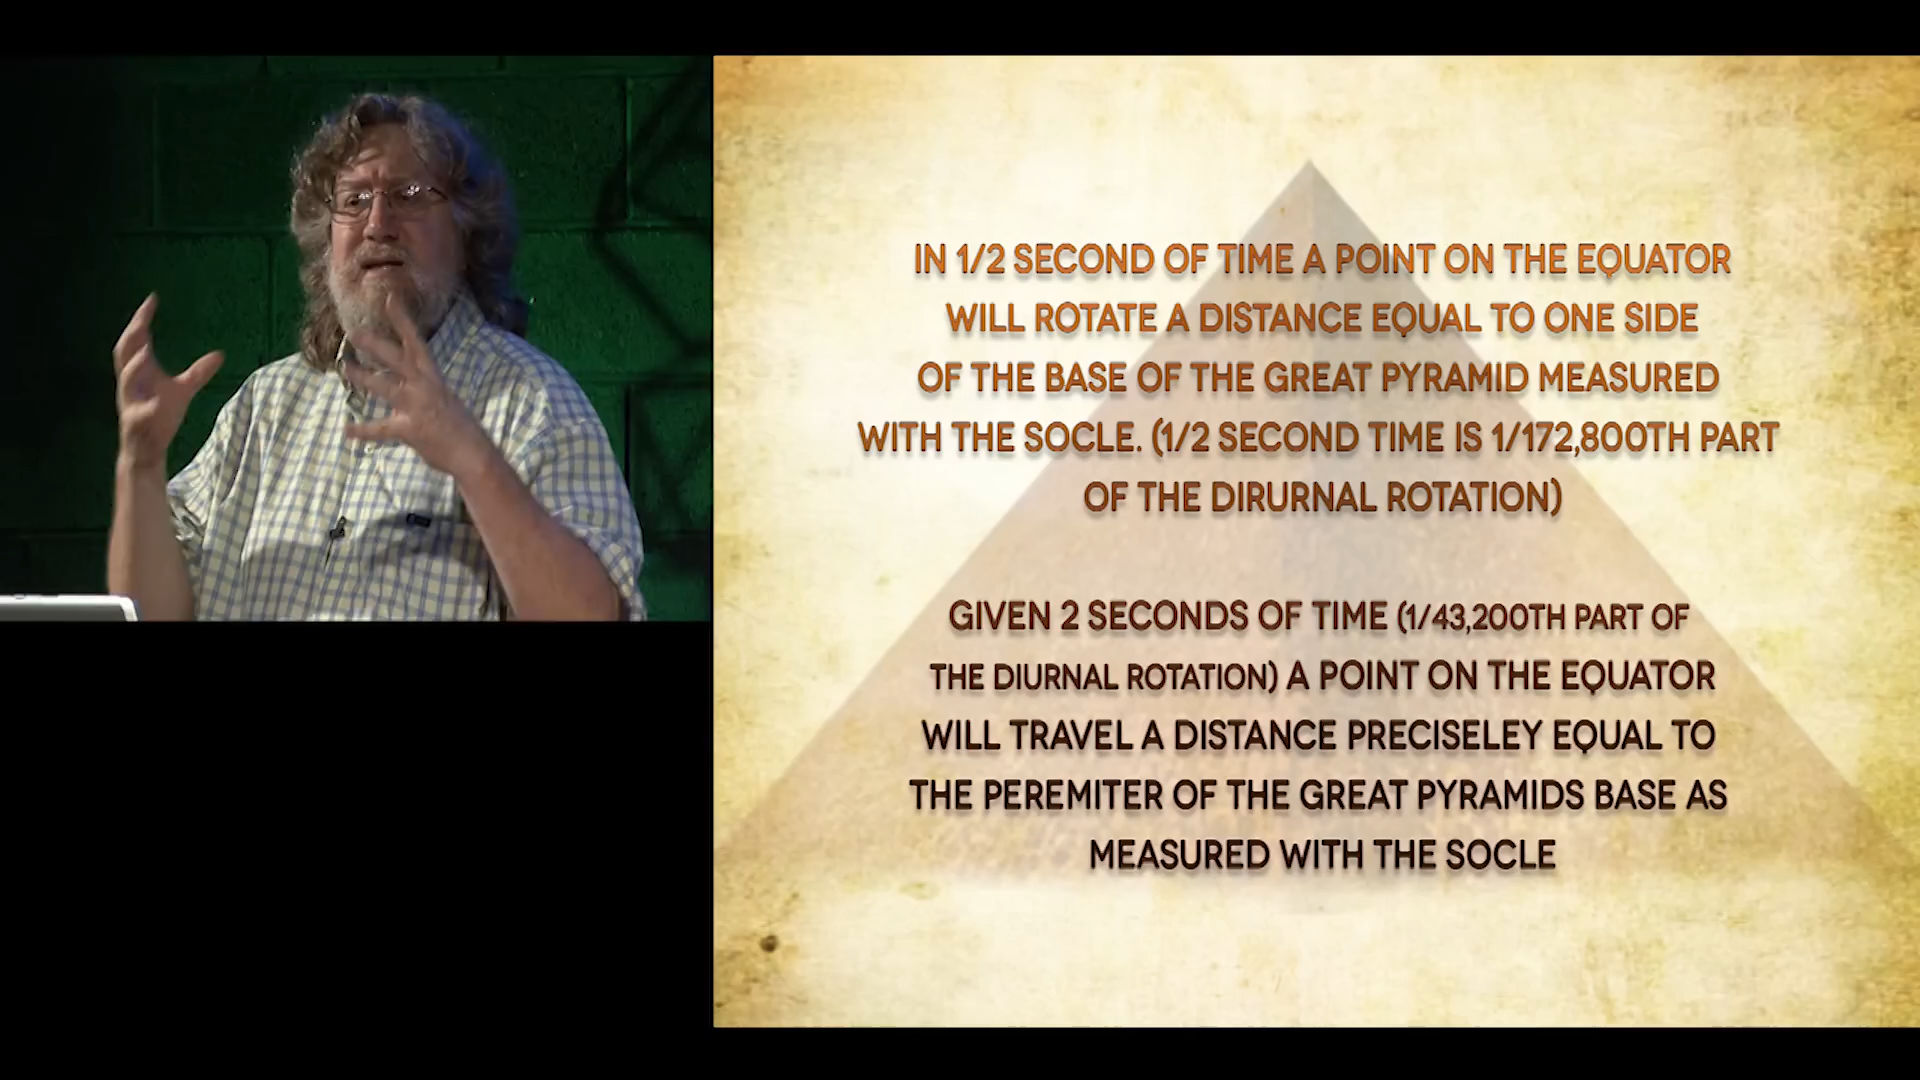 IN 1/2 SECOND OF TIME A POINT ON THE EQUATOR
WILL ROTATE A DISTANCE EQUAL TO ONE SIDE
OF THE BASE OF THE GREAT PYRAMID MEASURED
WITH THE SOCLE. (1/2 SECOND TIME IS 1/172,800TH PART
OF THE DIRURNAL ROTATION)
GIVEN 2 SECONDS OF TIME (1/43,200TH PART OF
THE DIURNAL ROTATION) A POINT ON THE EQUATOR
WILL TRAVEL A DISTANCE PRECISELEY EQUAL TO
THE PEREMITER OF THE GREAT PYRAMIDS BASE AS
MEASURED WITH THE SOCLE